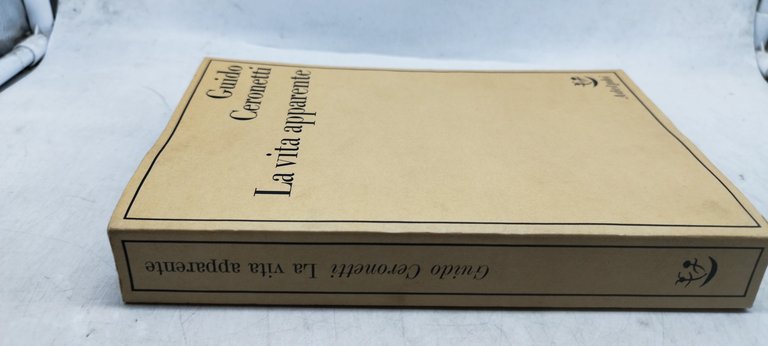 Guido
Ceronetti
La vita apparente
Adelphi
Guido Ceronetti La vita apparente